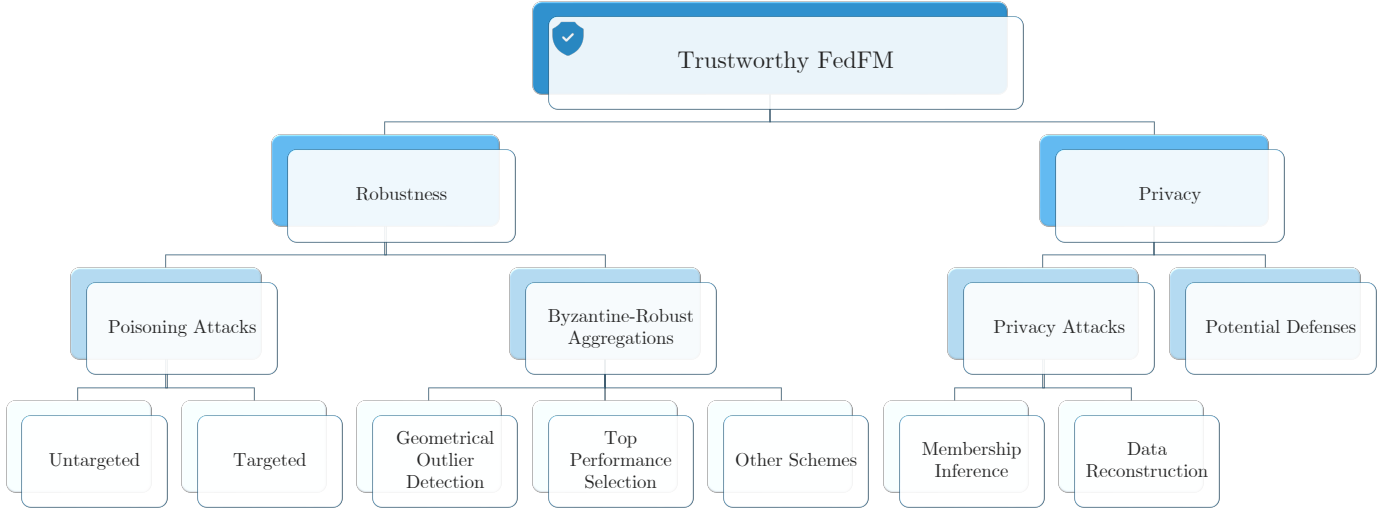 Trustworthy FedFM
Robustness
Privacy
Poisoning Attacks
Byzantine-Robust
Aggregations
Privacy Attacks
Potential Defenses
Untargeted
Targeted
Geometrical
Outlier
Detection
Top
Performance
Selection
Other Schemes
Membership
Inference
Data
Reconstruction